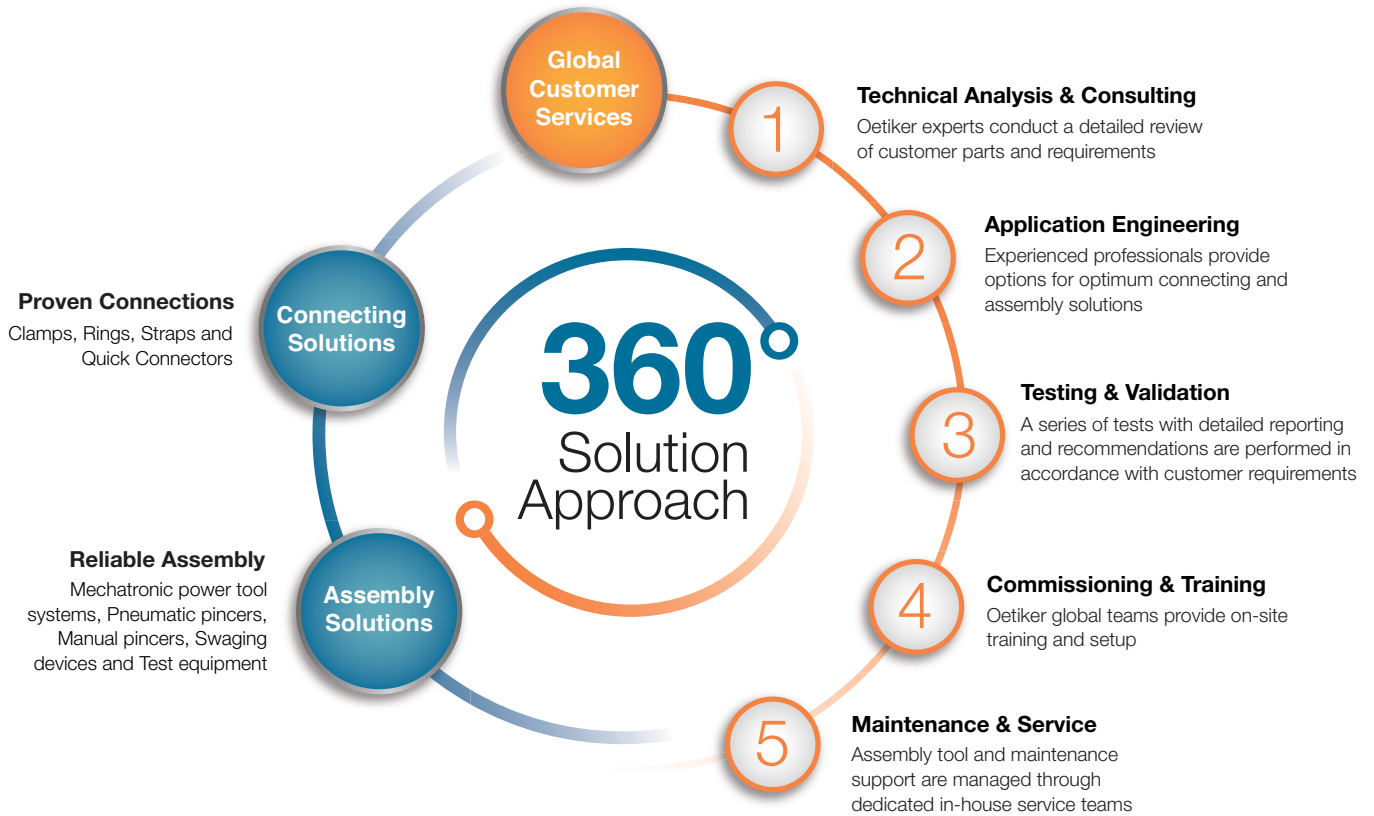 Global
Customer
Services
1
Technical Analysis & Consulting
Oetiker experts conduct a detailed review
of customer parts and requirements
2
Application Engineering
Experienced professionals provide
options for optimum connecting and
assembly solutions
3
Testing & Validation
A series of tests with detailed reporting
and recommendations are performed in
accordance with customer requirements
4
Commissioning & Training
Oetiker global teams provide on-site
training and setup
5
Maintenance & Service
Assembly tool and maintenance
support are managed through
dedicated in-house service teams
360°
Solution
Approach
Connecting
Solutions
Proven Connections
Clamps, Rings, Straps and
Quick Connectors
Assembly
Solutions
Reliable Assembly
Mechatronic power tool
systems, Pneumatic pincers,
Manual pincers, Swaging
devices and Test equipment